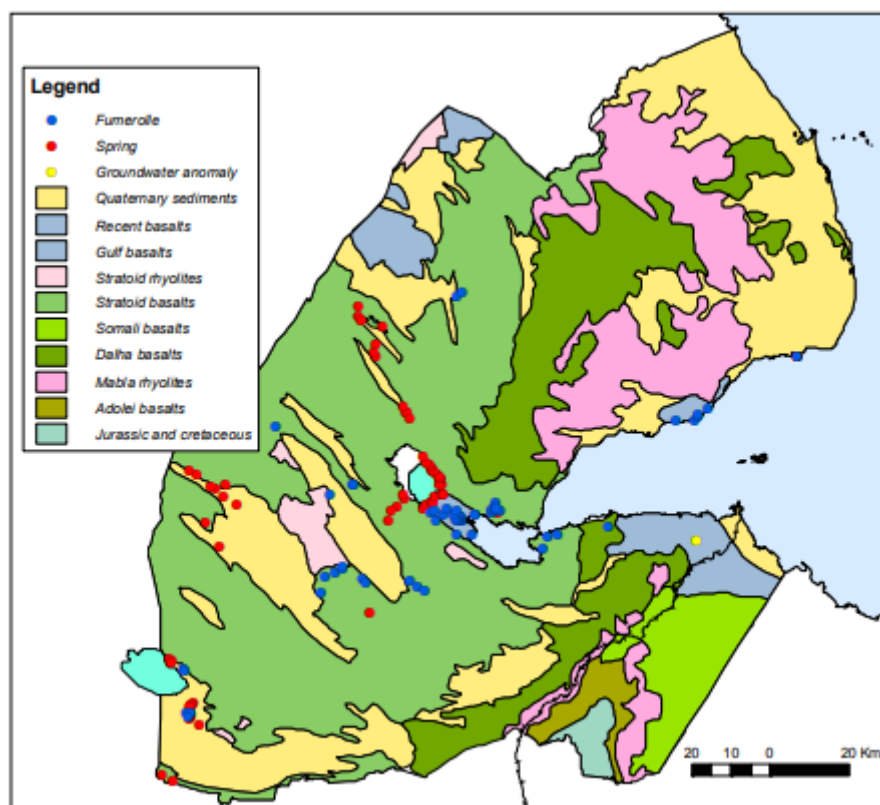 Legend
Fumerolle
Spring
Groundwater anomaly
Quaternary sediments
Recent basalts
Gulf basalts
Stratoid rhyolites
Stratoid basalts
Somali basalts
Dalha basalts
Mabla rhyolites
Adolei basalts
Jurassic and cretaceous
20 10 0 20 Km